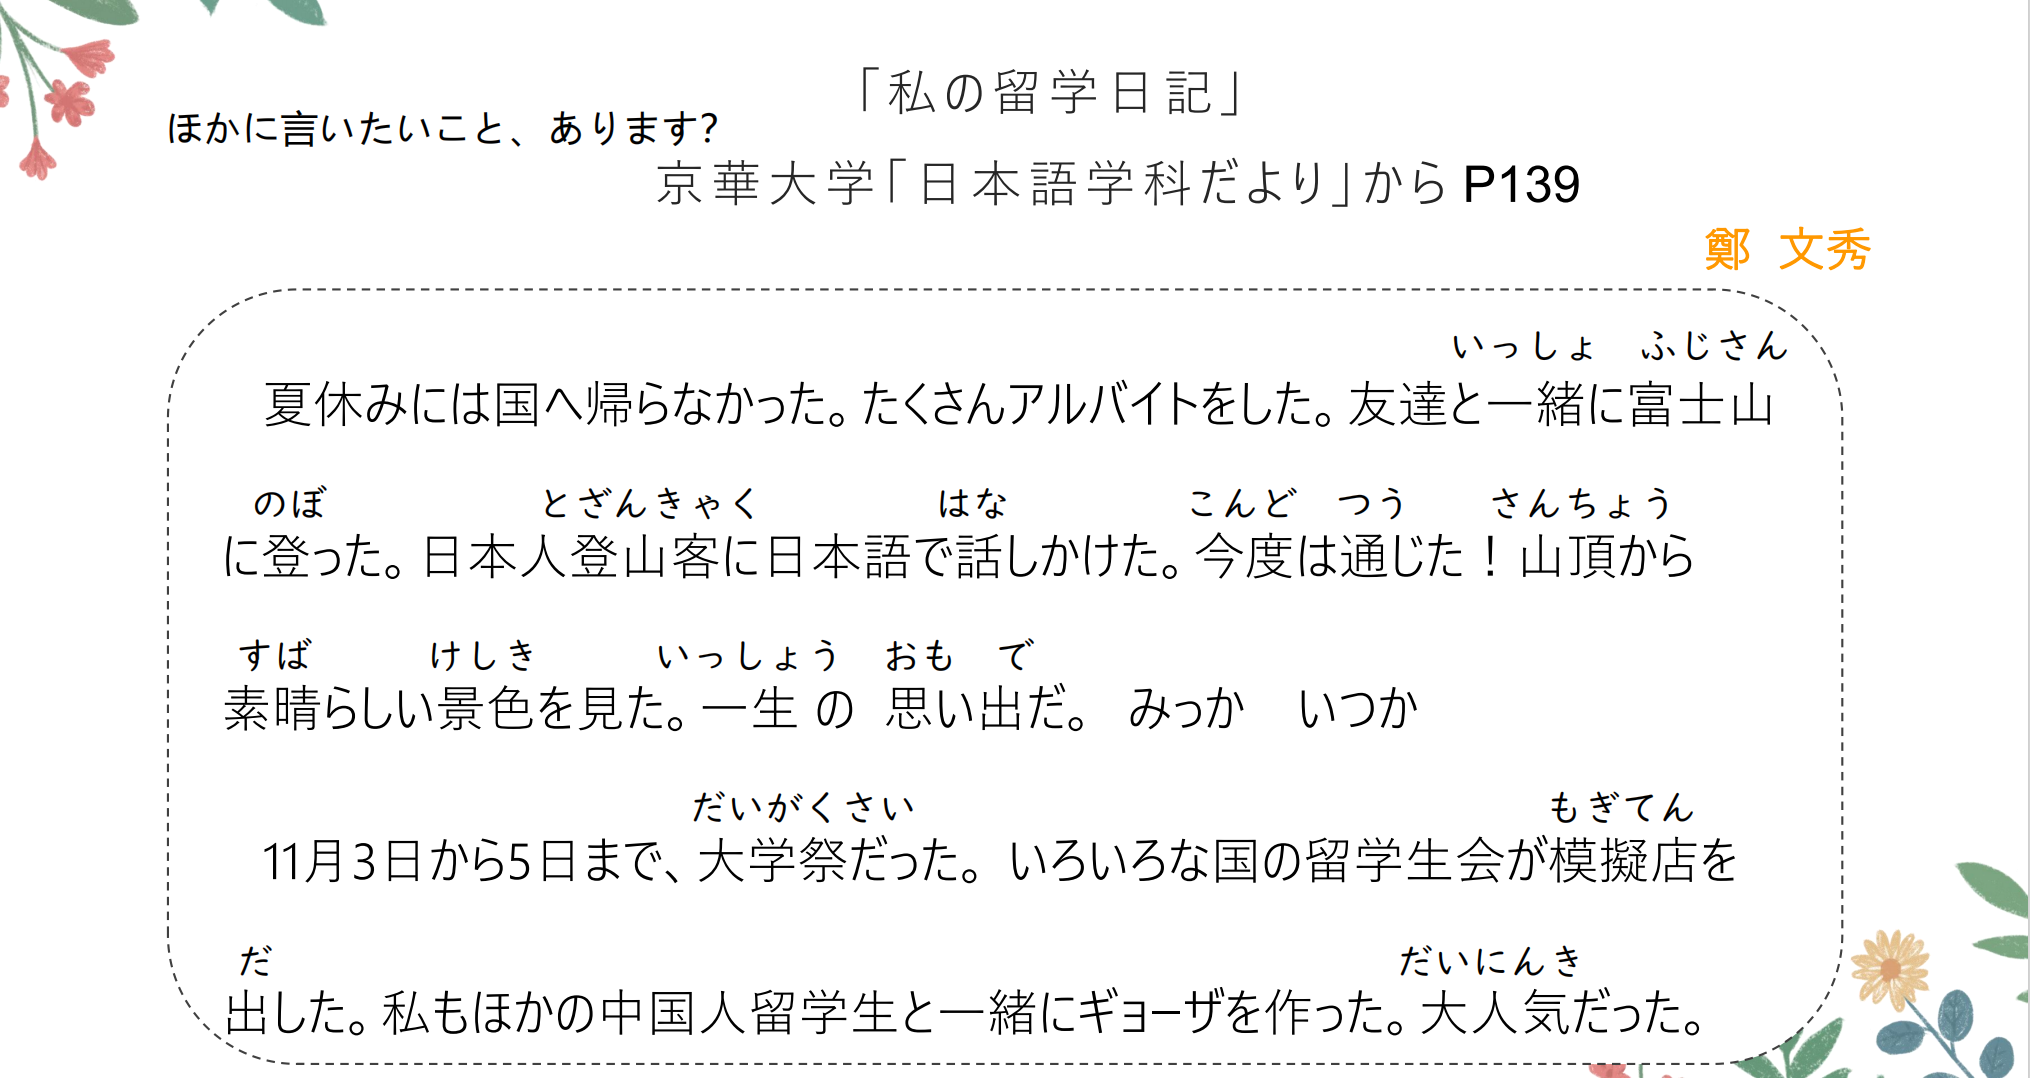 「私の留学日記」
ほかに言いたいこと、あります?
京華大学「日本語学科だより」から P139
鄭 文秀
いっしょ ふじさん
夏休みには国へ帰らなかった。たくさんアルバイトをした。友達と一緒に富士山
のぼ とざんきゃく はな こんど つう さんちょう
に登った。日本人登山客に日本語で話しかけた。今度は通じた！山頂から
すば けしき いっしょう おも で
素晴らしい景色を見た。一生 の 思い出だ。 みっか いつか
だいがくさい もぎてん
11月3日から5日まで、大学祭だった。いろいろな国の留学生会が模擬店を
だ だいにんき
出した。私もほかの中国人留学生と一緒にギョーザを作った。大人気だった。